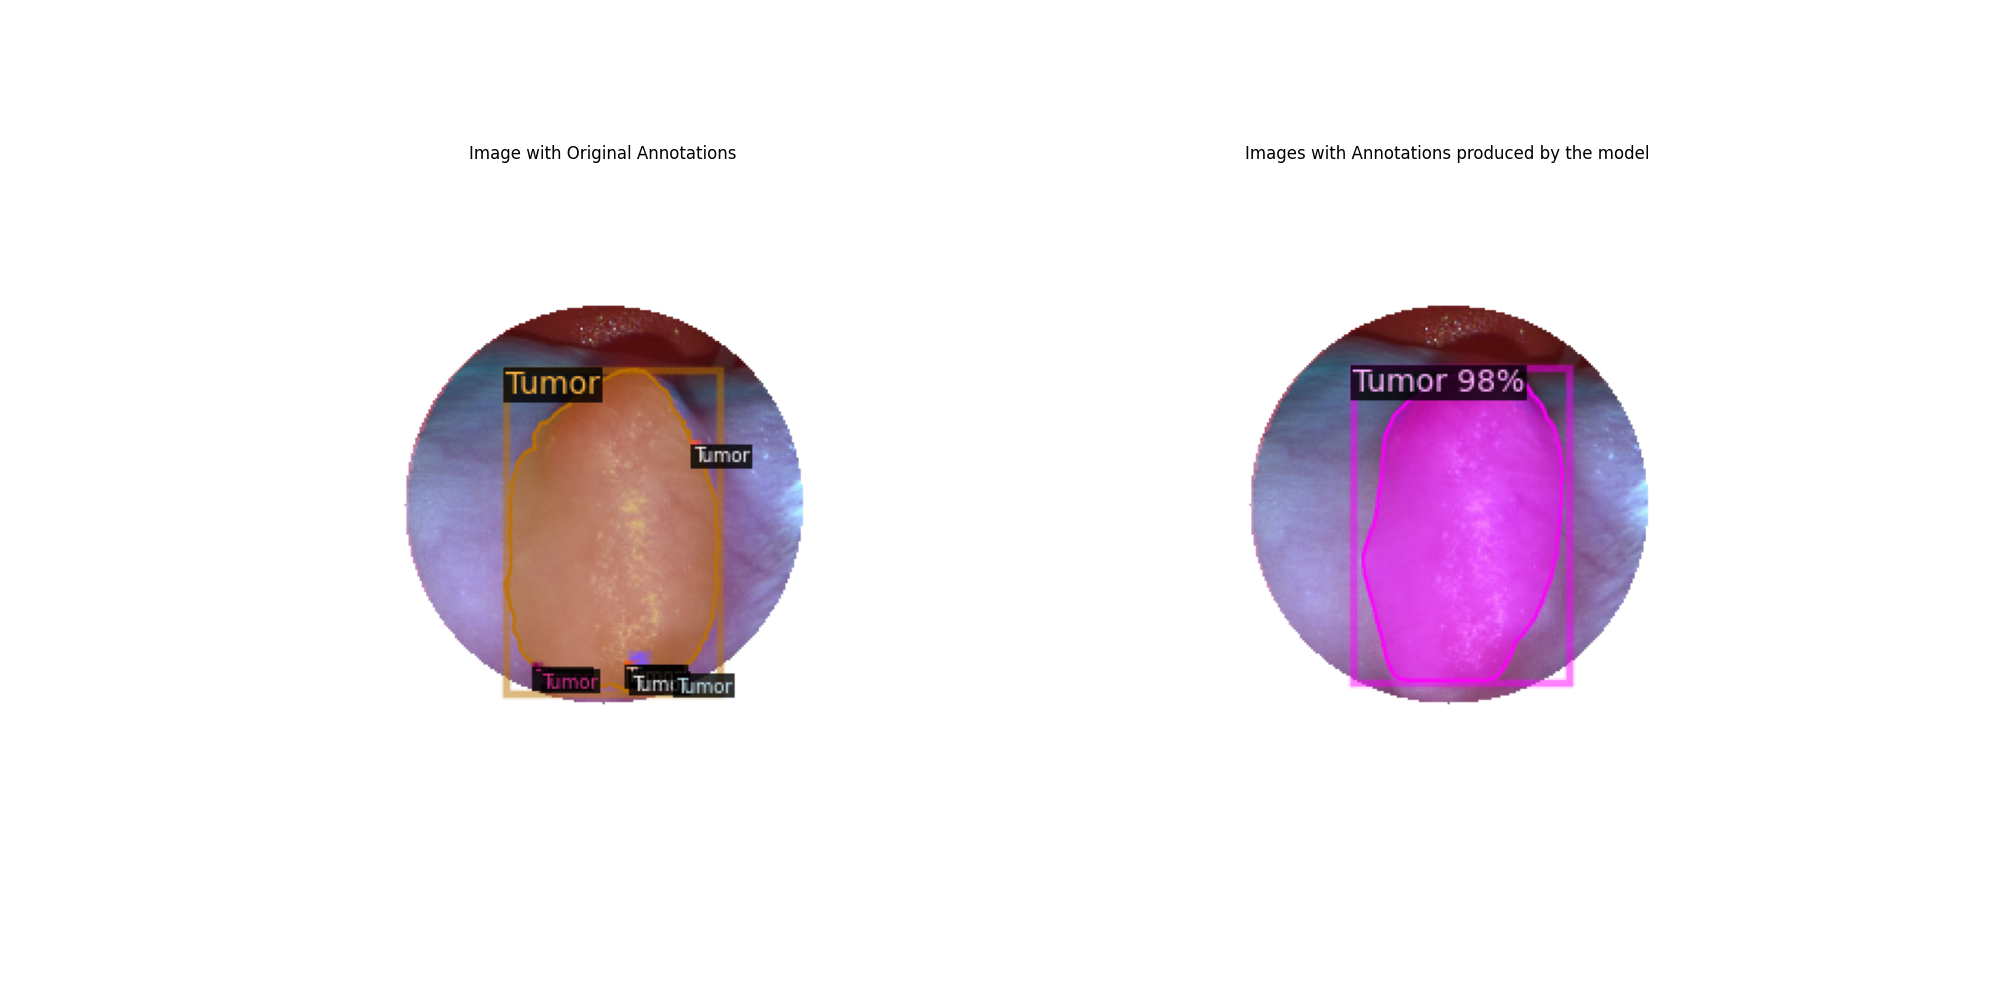 Image with Original Annotations
Images with Annotations produced by the model
Tumor
Tumor 98%
Tumor
Tumor
Tumor